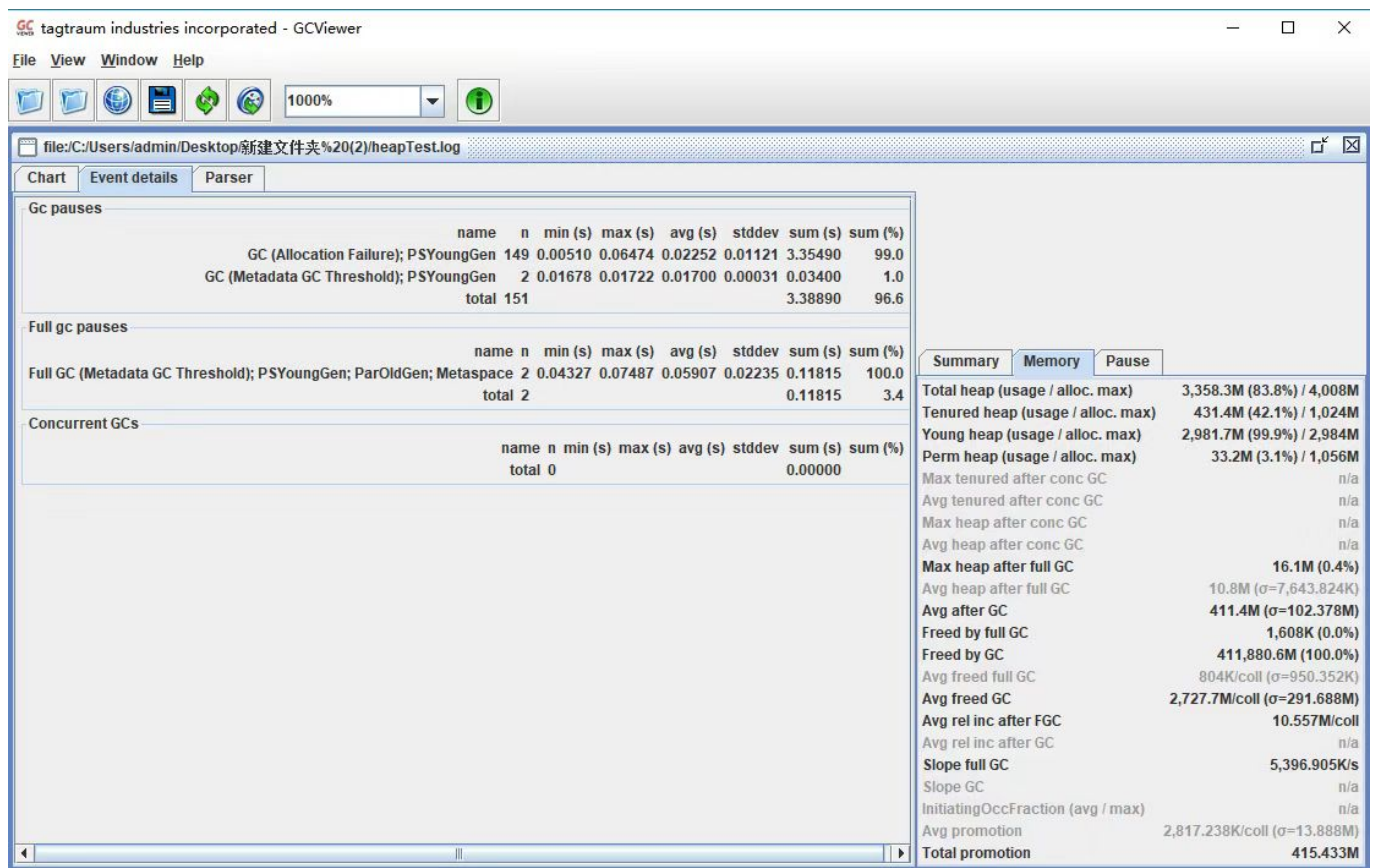 GC VIEWER tagtraum industries incorporated - GCViewer
File View Window Help
1000%
file:/C:/Users/admin/Desktop/新建文件夹%20(2)/heapTest.log
Chart Event details Parser
Gc pauses
name n min (s) max (s) avg (s) stddev sum (s) sum (%)
GC (Allocation Failure); PSYoungGen 149 0.00510 0.06474 0.02252 0.01121 3.35490 99.0
GC (Metadata GC Threshold); PSYoungGen 2 0.01678 0.01722 0.01700 0.00031 0.03400 1.0
total 151 3.38890 96.6
Full gc pauses
name n min (s) max (s) avg (s) stddev sum (s) sum (%)
Full GC (Metadata GC Threshold); PSYoungGen; ParOldGen; Metaspace 2 0.04327 0.07487 0.05907 0.02235 0.11815 100.0
total 2 0.11815 3.4
Concurrent GCs
name n min (s) max (s) avg (s) stddev sum (s) sum (%)
total 0 0.00000
Summary Memory Pause
Total heap (usage / alloc. max) 3,358.3M (83.8%) / 4,008M
Tenured heap (usage / alloc. max) 431.4M (42.1%) / 1,024M
Young heap (usage / alloc. max) 2,981.7M (99.9%) / 2,984M
Perm heap (usage / alloc. max) 33.2M (3.1%) / 1,056M
Max tenured after conc GC n/a
Avg tenured after conc GC n/a
Max heap after conc GC n/a
Avg heap after conc GC n/a
Max heap after full GC 16.1M (0.4%)
Avg heap after full GC 10.8M (σ=7,643.824K)
Avg after GC 411.4M (σ=102.378M)
Freed by full GC 1,608K (0.0%)
Freed by GC 411,880.6M (100.0%)
Avg freed full GC 804K/coll (σ=950.352K)
Avg freed GC 2,727.7M/coll (σ=291.688M)
Avg rel inc after FGC 10.557M/coll
Avg rel inc after GC n/a
Slope full GC 5,396.905K/s
Slope GC n/a
InitiatingOccFraction (avg / max) n/a
Avg promotion 2,817.238K/coll (σ=13.888M)
Total promotion 415.433M